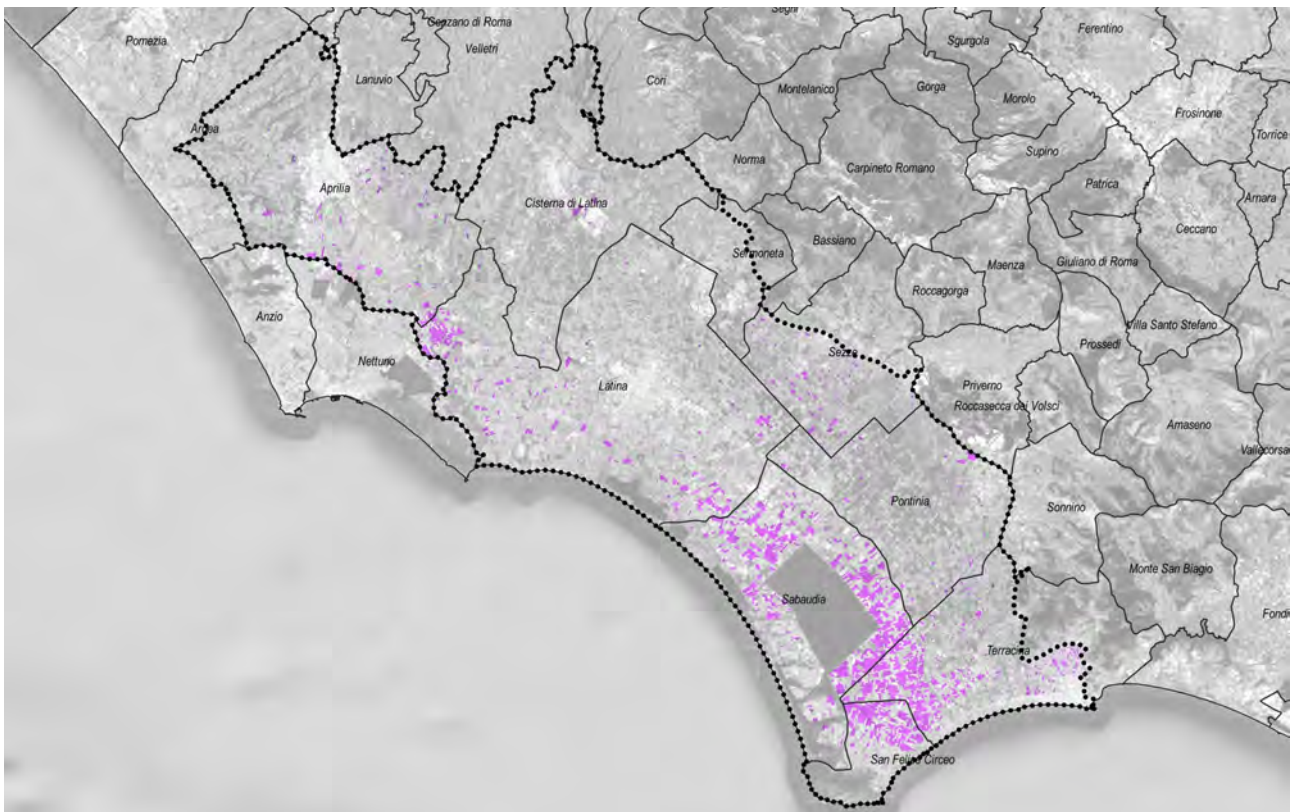 Segni
Genzano di Roma
Ferentino
Sgurgola
Pomezia
Velletri
Lanuvio
Cori
Montelanico
Gorga
Morolo
Frosinone
Ardea
Torrice
Norma
Supino
Carpineto Romano
Patrica
Aprilia
Arnara
Cisterna di Latina
Ceccano
Bassiano
Sermoneta
Maenza
Giuliano di Roma
Roccagorga
Anzio
Villa Santo Stefano
Prossedi
Sezze
Nettuno
Latina
Priverno
Roccasecca dei Volsci
Amaseno
Vallecorsa
Pontinia
Sonnino
Monte San Biagio
Sabaudia
Fondi
Terracina
San Felice Circeo